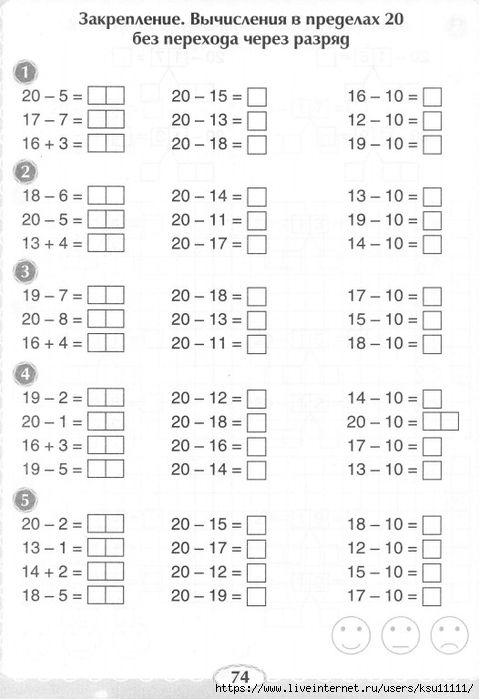 Закрепление. Вычисления в пределах 20
без перехода через разряд
1
20 – 5 = 20 – 15 = 16 – 10 =
17 – 7 = 20 – 13 = 12 – 10 =
16 + 3 = 20 – 18 = 19 – 10 =
2
18 – 6 = 20 – 14 = 13 – 10 =
20 – 5 = 20 – 11 = 19 – 10 =
13 + 4 = 20 – 17 = 14 – 10 =
3
19 – 7 = 20 – 18 = 17 – 10 =
20 – 8 = 20 – 13 = 15 – 10 =
16 + 4 = 20 – 11 = 18 – 10 =
4
19 – 2 = 20 – 12 = 14 – 10 =
20 – 1 = 20 – 18 = 20 – 10 =
16 + 3 = 20 – 16 = 17 – 10 =
19 – 5 = 20 – 14 = 13 – 10 =
5
20 – 2 = 20 – 15 = 18 – 10 =
13 – 1 = 20 – 17 = 12 – 10 =
14 + 2 = 20 – 12 = 15 – 10 =
18 – 5 = 20 – 19 = 17 – 10 =
74
https://www.liveinternet.ru/users/ksu11111/